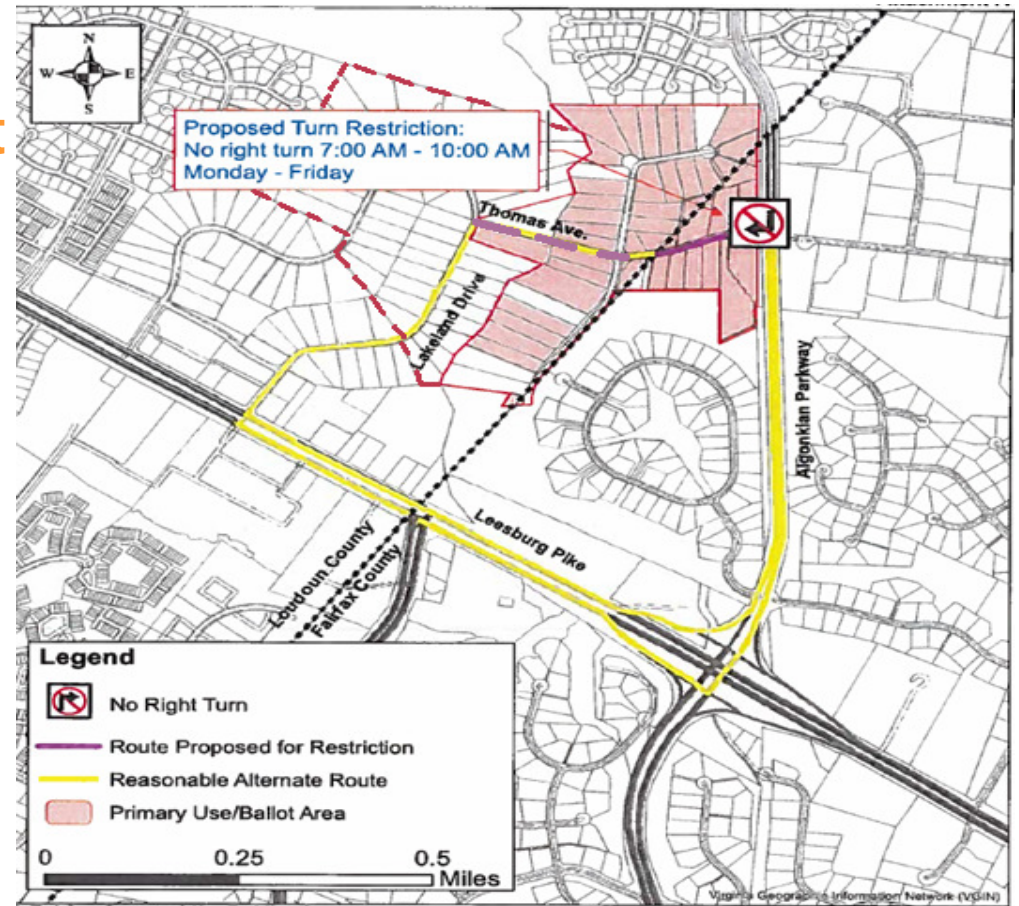 N
W E
S
Proposed Turn Restriction:
No right turn 7:00 AM - 10:00 AM
Monday - Friday
Thomas Ave.
Lakeland Drive
Algonkian Parkway
Leesburg Pike
Loudoun County
Fairfax County
Legend
No Right Turn
Route Proposed for Restriction
Reasonable Alternate Route
Primary Use/Ballot Area
0 0.25 0.5
Miles
Virginia Geographic Information Network (VGIN)